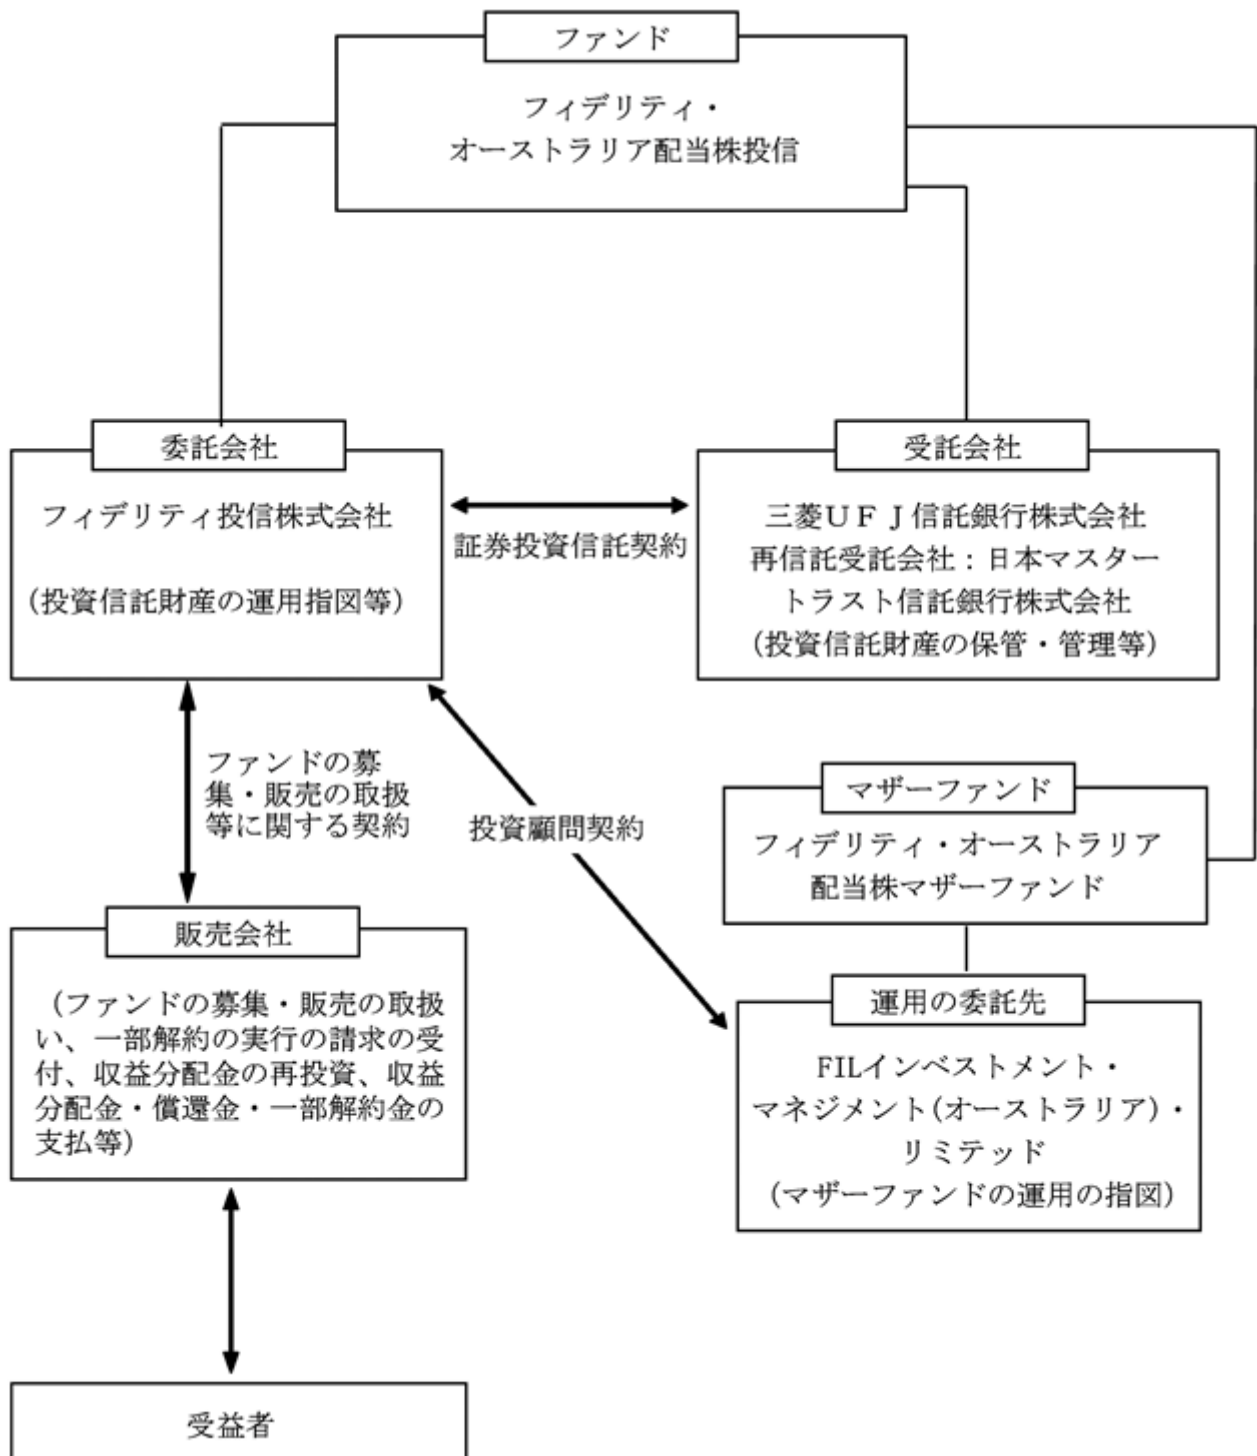 ファンド
フィデリティ・
オーストラリア配当株投信
委託会社
フィデリティ投信株式会社
（投資信託財産の運用指図等）
証券投資信託契約
受託会社
三菱ＵＦＪ信託銀行株式会社
再信託受託会社：日本マスター
トラスト信託銀行株式会社
（投資信託財産の保管・管理等）
ファンドの募
集・販売の取扱
等に関する契約
投資顧問契約
マザーファンド
フィデリティ・オーストラリア
配当株マザーファンド
販売会社
（ファンドの募集・販売の取扱
い、一部解約の実行の請求の受
付、収益分配金の再投資、収益
分配金・償還金・一部解約金の
支払等）
運用の委託先
FILインベストメント・
マネジメント（オーストラリア）・
リミテッド
（マザーファンドの運用の指図）
受益者